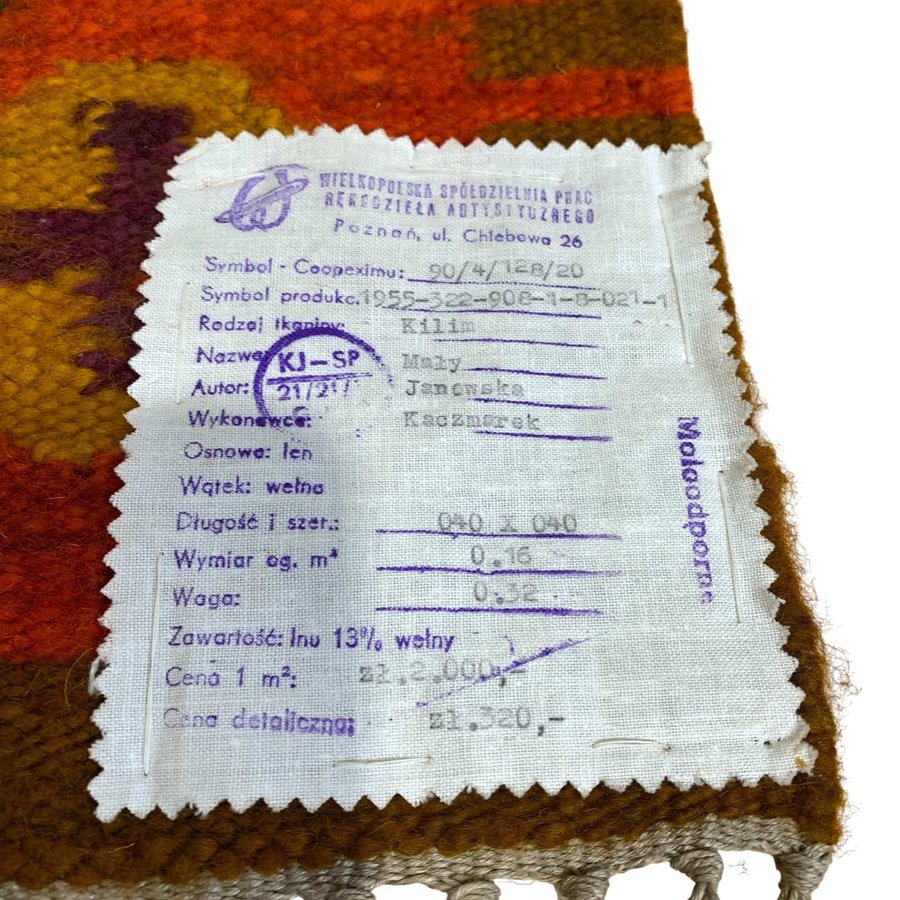 WIELKOPOLSKA SPÓŁDZIELNIA PRAC
RĘKODZIEŁA ARTYSTYCZNEGO
Poznań, ul. Chlebowa 26
Symbol - Coopeximu: 90/4/128/20
Symbol produkc. 1955-322-908-1-8-021-1
Rodzaj tkaniny: Kilim
Nazwa Mały
KJ-SP
Autor: Janowska
Wykonawca: Kaczmarek
Osnowa: len
Wątek: wełna
Długość i szer.: 040 x 040
Wymiar og. m² 0.16
Waga: 0.32
Zawartość: lnu 13% wełny
Cena 1 m²: zł.2.000,-
Cena detaliczna: zł.320,-
Moloodporne